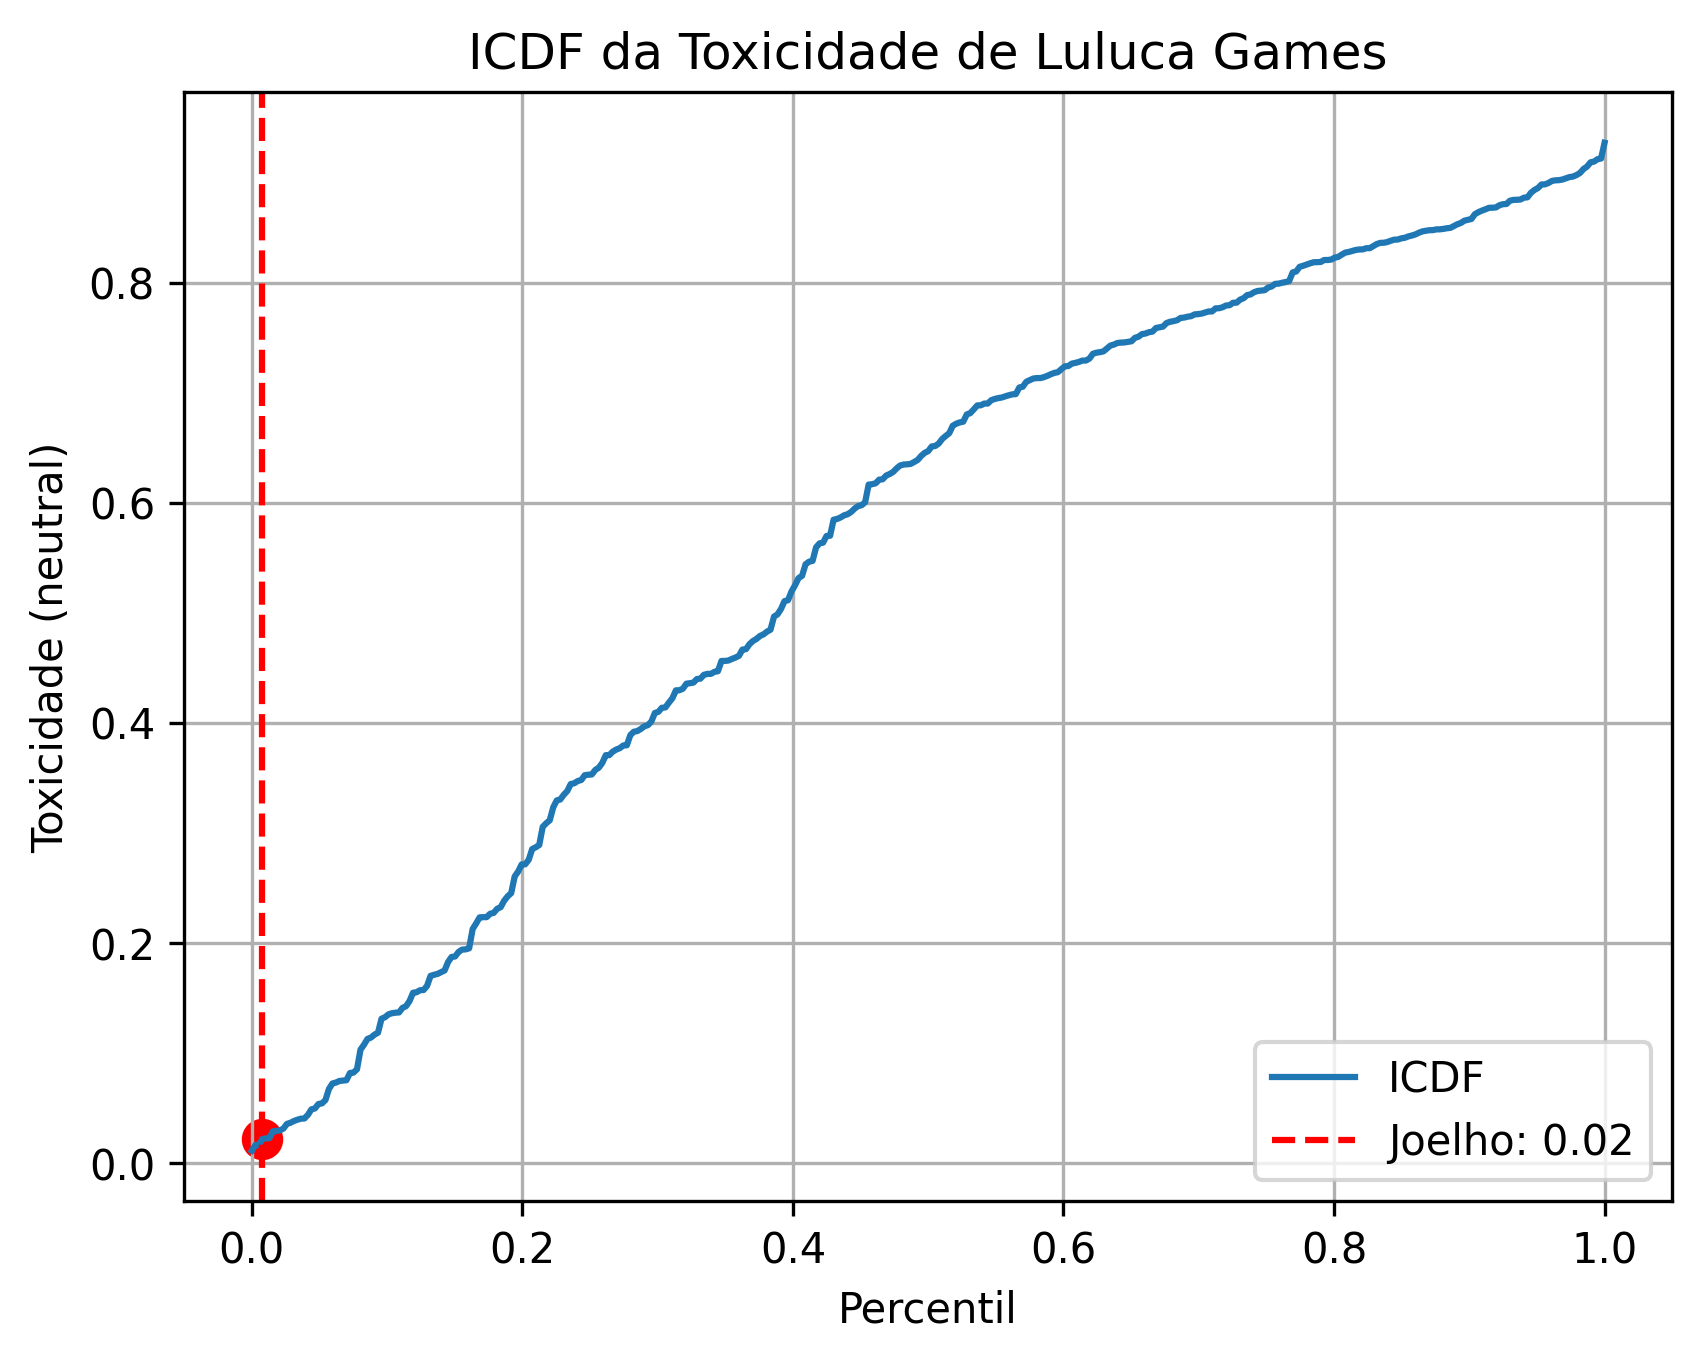 ICDF da Toxicidade de Luluca Games
Toxicidade (neutral)
0.8
0.6
0.4
0.2
0.0
0.0 0.2 0.4 0.6 0.8 1.0
Percentil
ICDF
Joelho: 0.02